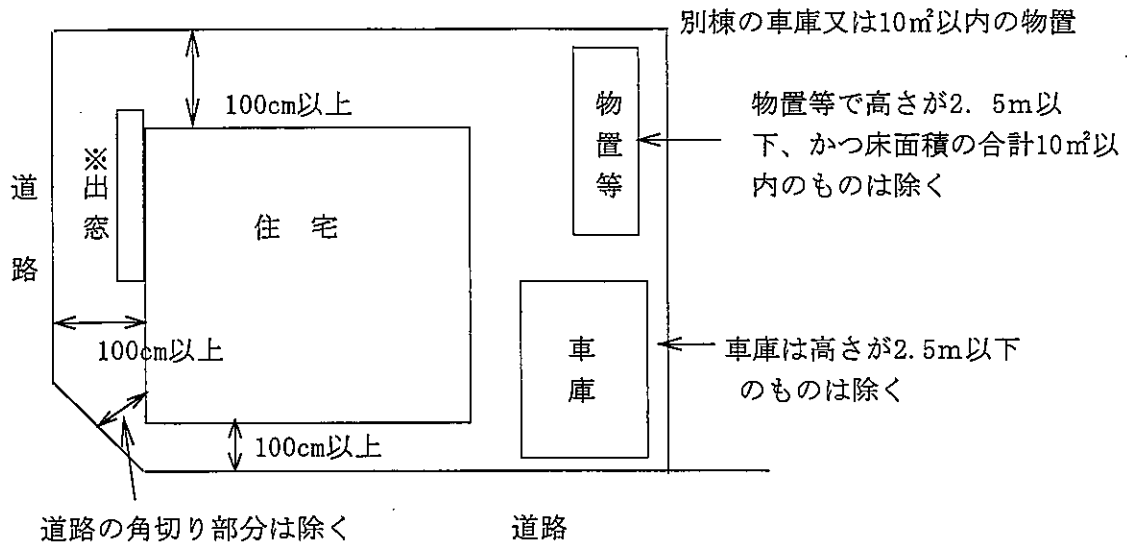 別棟の車庫又は10㎡以内の物置
100cm以上
物置等
物置等で高さが2.5m以
下、かつ床面積の合計10㎡以
内のものは除く
※出窓
道路
住宅
100cm以上
車庫
車庫は高さが2.5m以下
のものは除く
100cm以上
道路の角切り部分は除く
道路